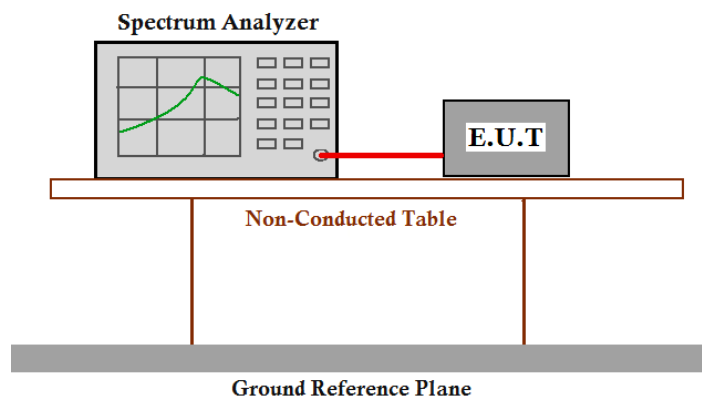 Spectrum Analyzer
E.U.T
Non-Conducted Table
Ground Reference Plane